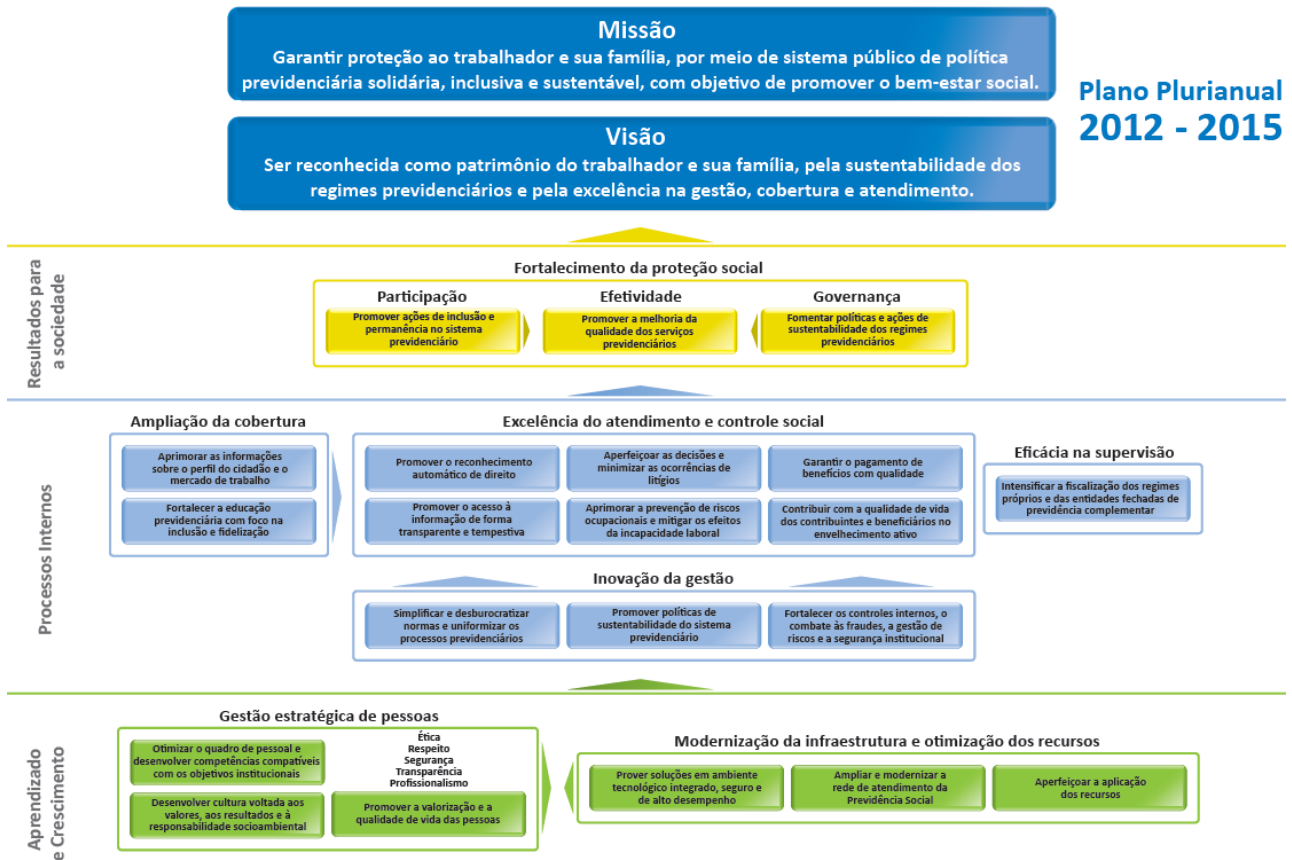 Missão
Garantir proteção ao trabalhador e sua família, por meio de sistema público de política
previdenciária solidária, inclusiva e sustentável, com objetivo de promover o bem-estar social.
Plano Plurianual
2012 - 2015
Visão
Ser reconhecida como patrimônio do trabalhador e sua família, pela sustentabilidade dos
regimes previdenciários e pela excelência na gestão, cobertura e atendimento.
Resultados para
a sociedade
Fortalecimento da proteção social
Participação
Promover ações de inclusão e
permanência no sistema
previdenciário
Efetividade
Promover a melhoria da
qualidade dos serviços
previdenciários
Governança
Fomentar políticas e ações de
sustentabilidade dos regimes
previdenciários
Processos Internos
Ampliação da cobertura
Aprimorar as informações
sobre o perfil do cidadão e o
mercado de trabalho
Fortalecer a educação
previdenciária com foco na
inclusão e fidelização
Excelência do atendimento e controle social
Promover o reconhecimento
automático de direito
Aperfeiçoar as decisões e
minimizar as ocorrências de
litígios
Garantir o pagamento de
benefícios com qualidade
Promover o acesso à
informação de forma
transparente e tempestiva
Aprimorar a prevenção de riscos
ocupacionais e mitigar os efeitos
da incapacidade laboral
Contribuir com a qualidade de vida
dos contribuintes e beneficiários no
envelhecimento ativo
Eficácia na supervisão
Intensificar a fiscalização dos regimes
próprios e das entidades fechadas de
previdência complementar
Inovação da gestão
Simplificar e desburocratizar
normas e uniformizar os
processos previdenciários
Promover políticas de
sustentabilidade do sistema
previdenciário
Fortalecer os controles internos, o
combate às fraudes, a gestão de
riscos e a segurança institucional
Aprendizado
e Crescimento
Gestão estratégica de pessoas
Otimizar o quadro de pessoal e
desenvolver competências compatíveis
com os objetivos institucionais
Ética
Respeito
Segurança
Transparência
Profissionalismo
Desenvolver cultura voltada aos
valores, aos resultados e à
responsabilidade socioambiental
Promover a valorização e a
qualidade de vida das pessoas
Modernização da infraestrutura e otimização dos recursos
Prover soluções em ambiente
tecnológico integrado, seguro e
de alto desempenho
Ampliar e modernizar a
rede de atendimento da
Previdência Social
Aperfeiçoar a aplicação
dos recursos